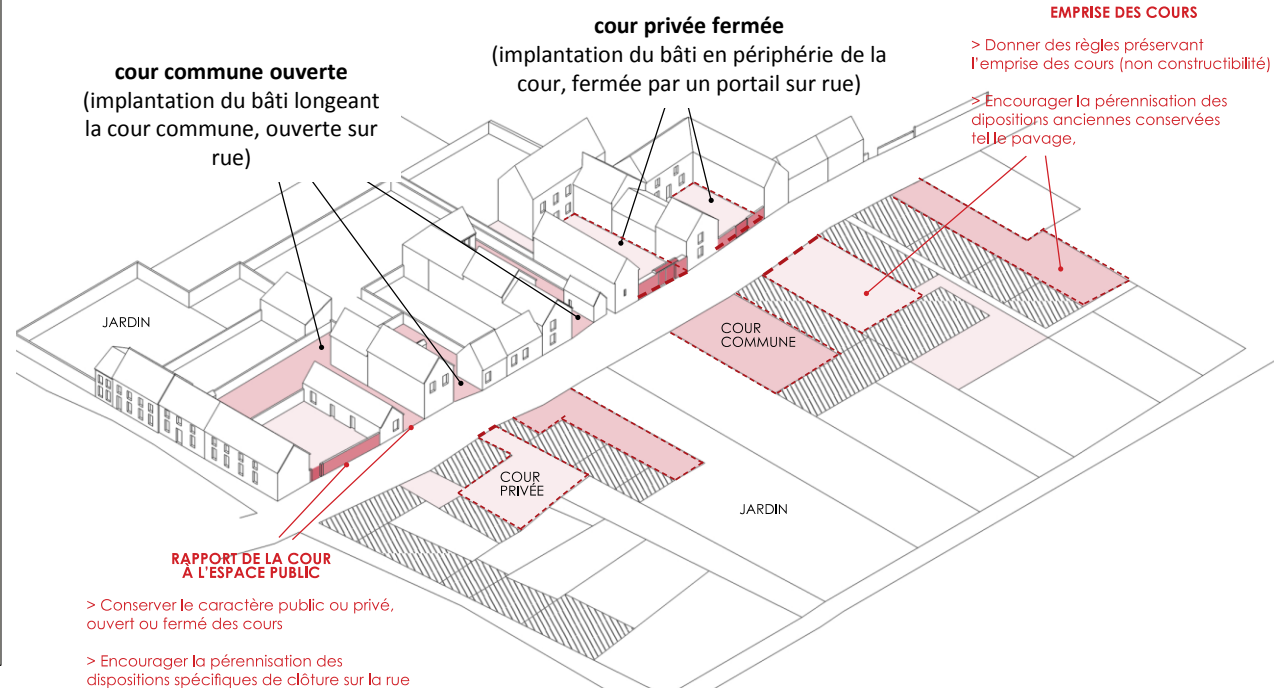 cour commune ouverte
(implantation du bâti longeant
la cour commune, ouverte sur
rue)
cour privée fermée
(implantation du bâti en périphérie de la
cour, fermée par un portail sur rue)
EMPRISE DES COURS
> Donner des règles préservant
l'emprise des cours (non constructibilité)
> Encourager la pérennisation des
dipositions anciennes conservées
tel le pavage,
JARDIN
COUR
COMMUNE
COUR
PRIVÉE
JARDIN
RAPPORT DE LA COUR
À L'ESPACE PUBLIC
> Conserver le caractère public ou privé,
ouvert ou fermé des cours
> Encourager la pérennisation des
dispositions spécifiques de clôture sur la rue